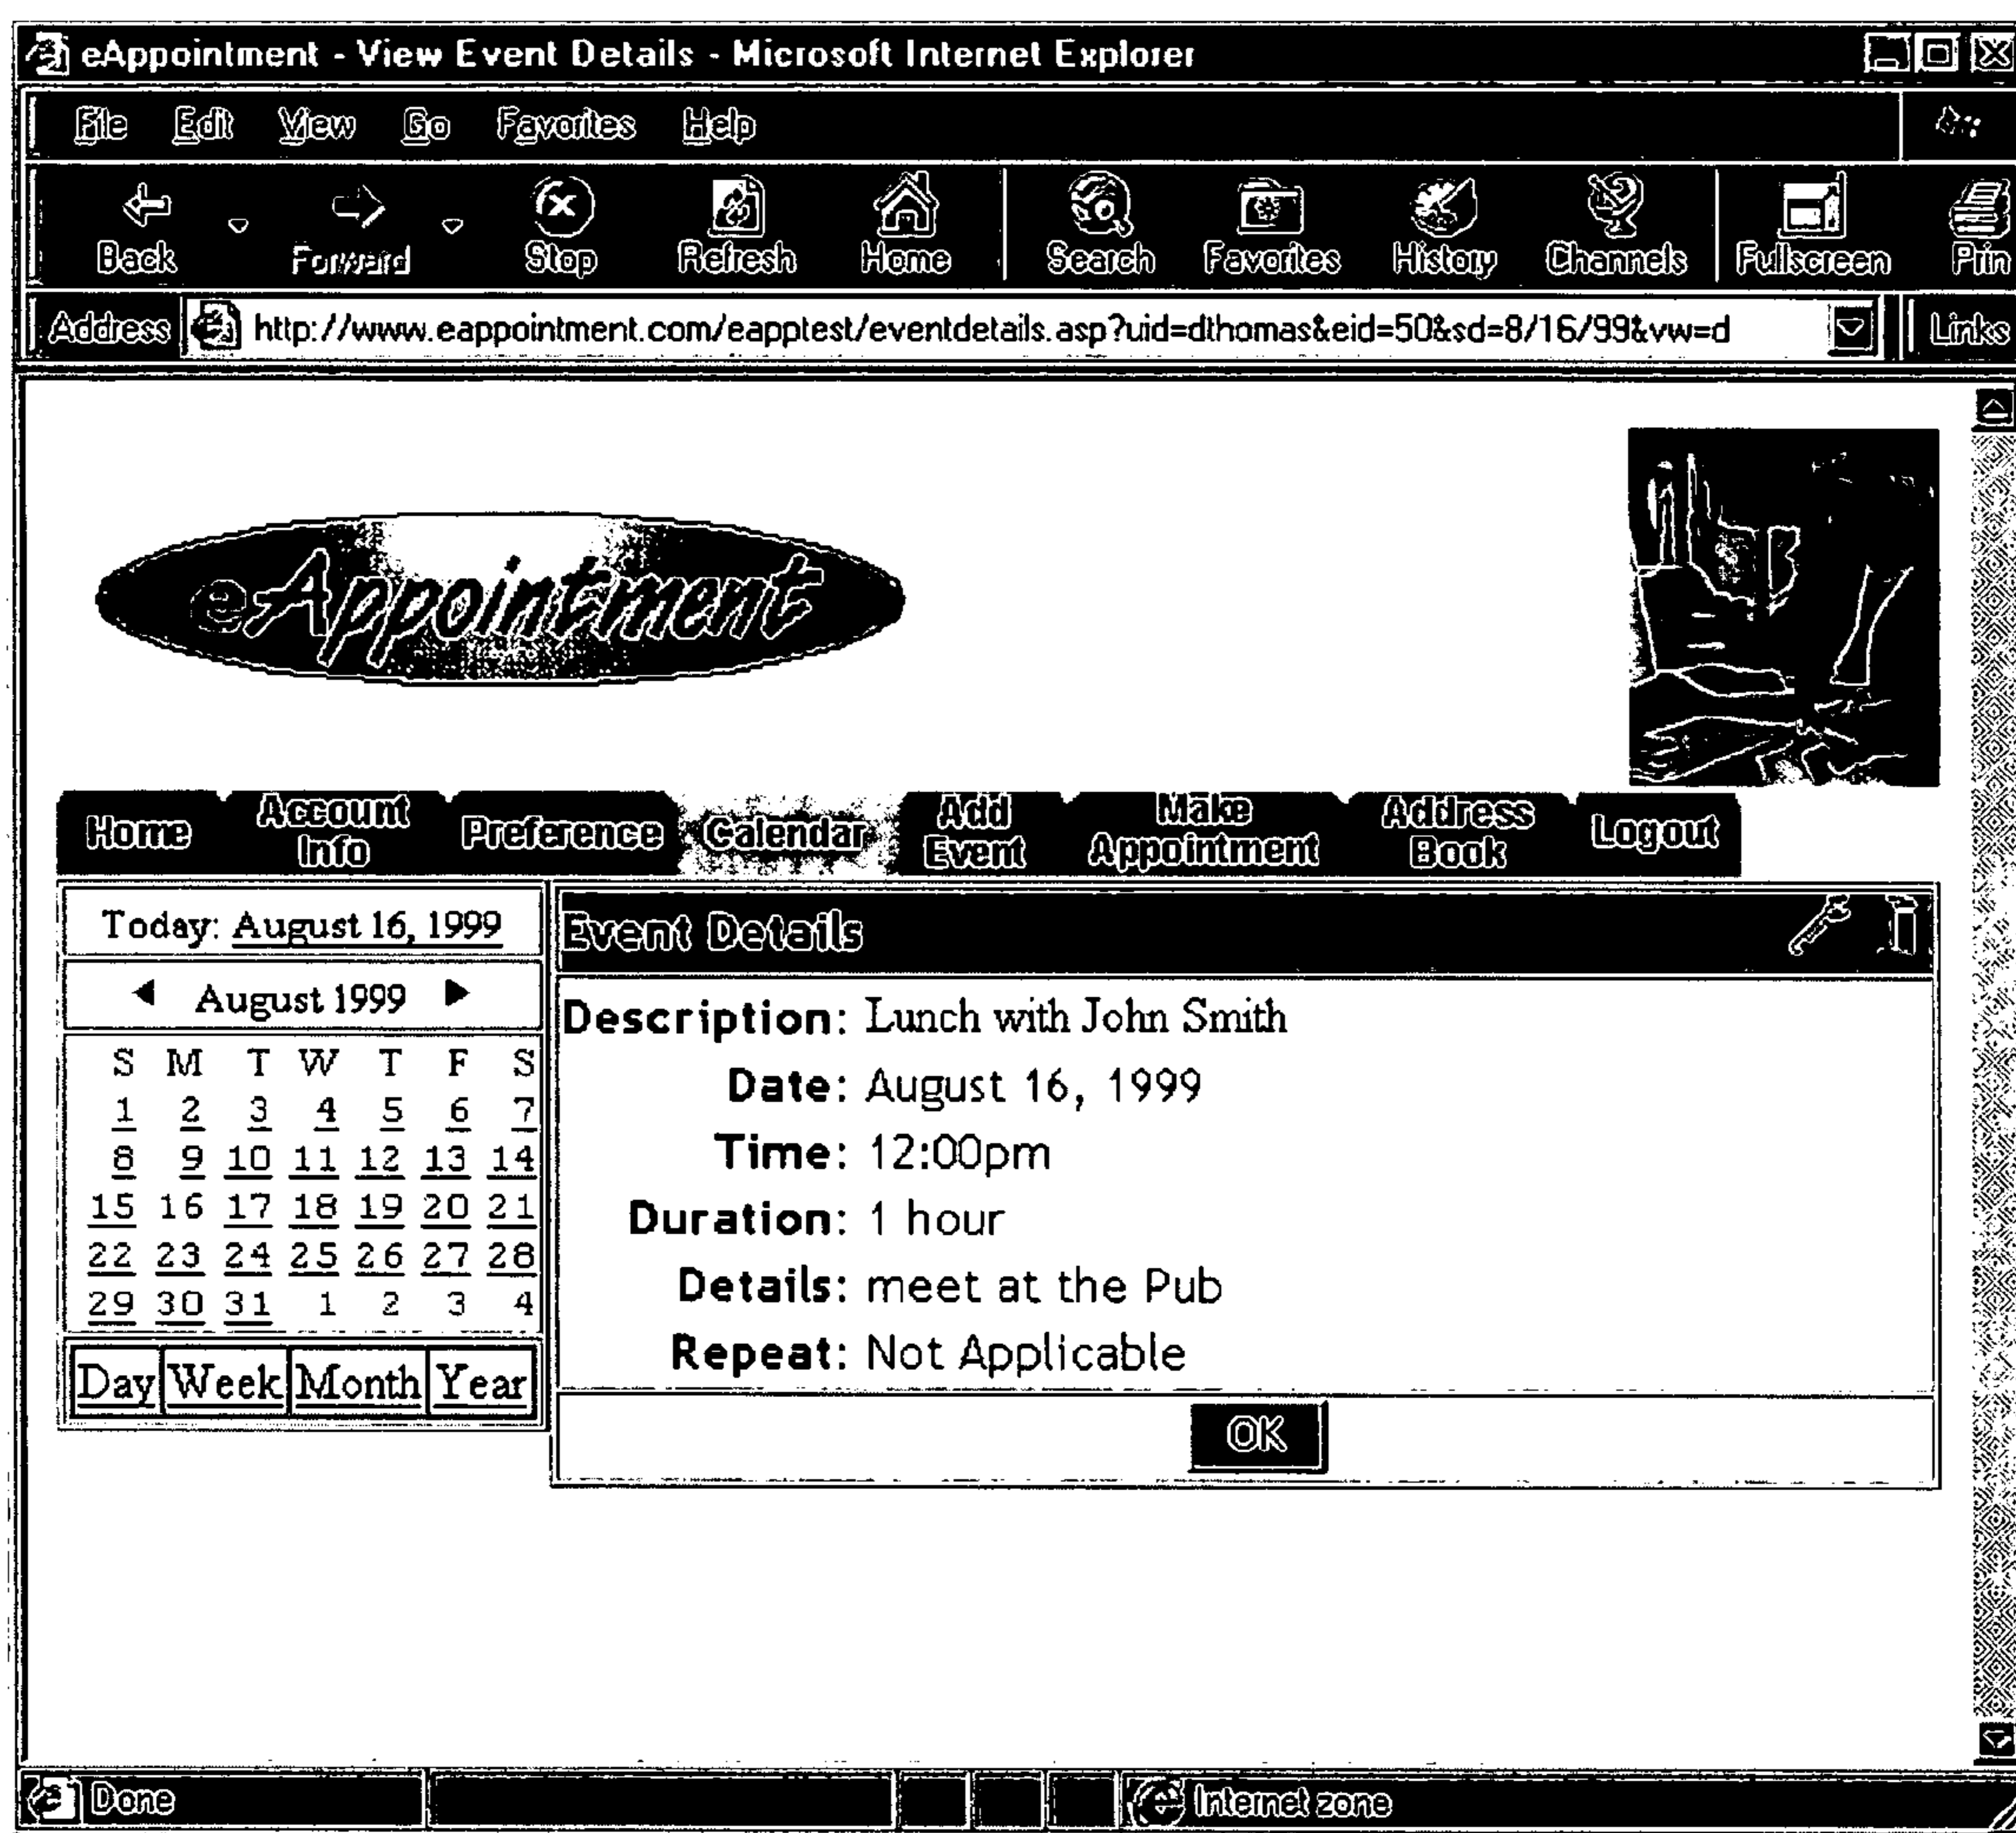 eAppointment - View Event Details - Microsoft Internet Explorer
File Edit View Go Favorites Help
Back Forward Stop Refresh Home Search Favorites History Channels Fullscreen Prin
Address http://www.eappointment.com/eapptest/eventdetails.asp?uid=dthomas&eid=50&sd=8/16/99&vw=d Links
eAppointment
Home Account Info Preference Calendar Add Event Make Appointment Address Book Logout
Today: August 16, 1999
August 1999
S M T W T F S
1 2 3 4 5 6 7
8 9 10 11 12 13 14
15 16 17 18 19 20 21
22 23 24 25 26 27 28
29 30 31 1 2 3 4
Day Week Month Year
Event Details
Description: Lunch with John Smith
Date: August 16, 1999
Time: 12:00pm
Duration: 1 hour
Details: meet at the Pub
Repeat: Not Applicable
OK
Done Internet zone